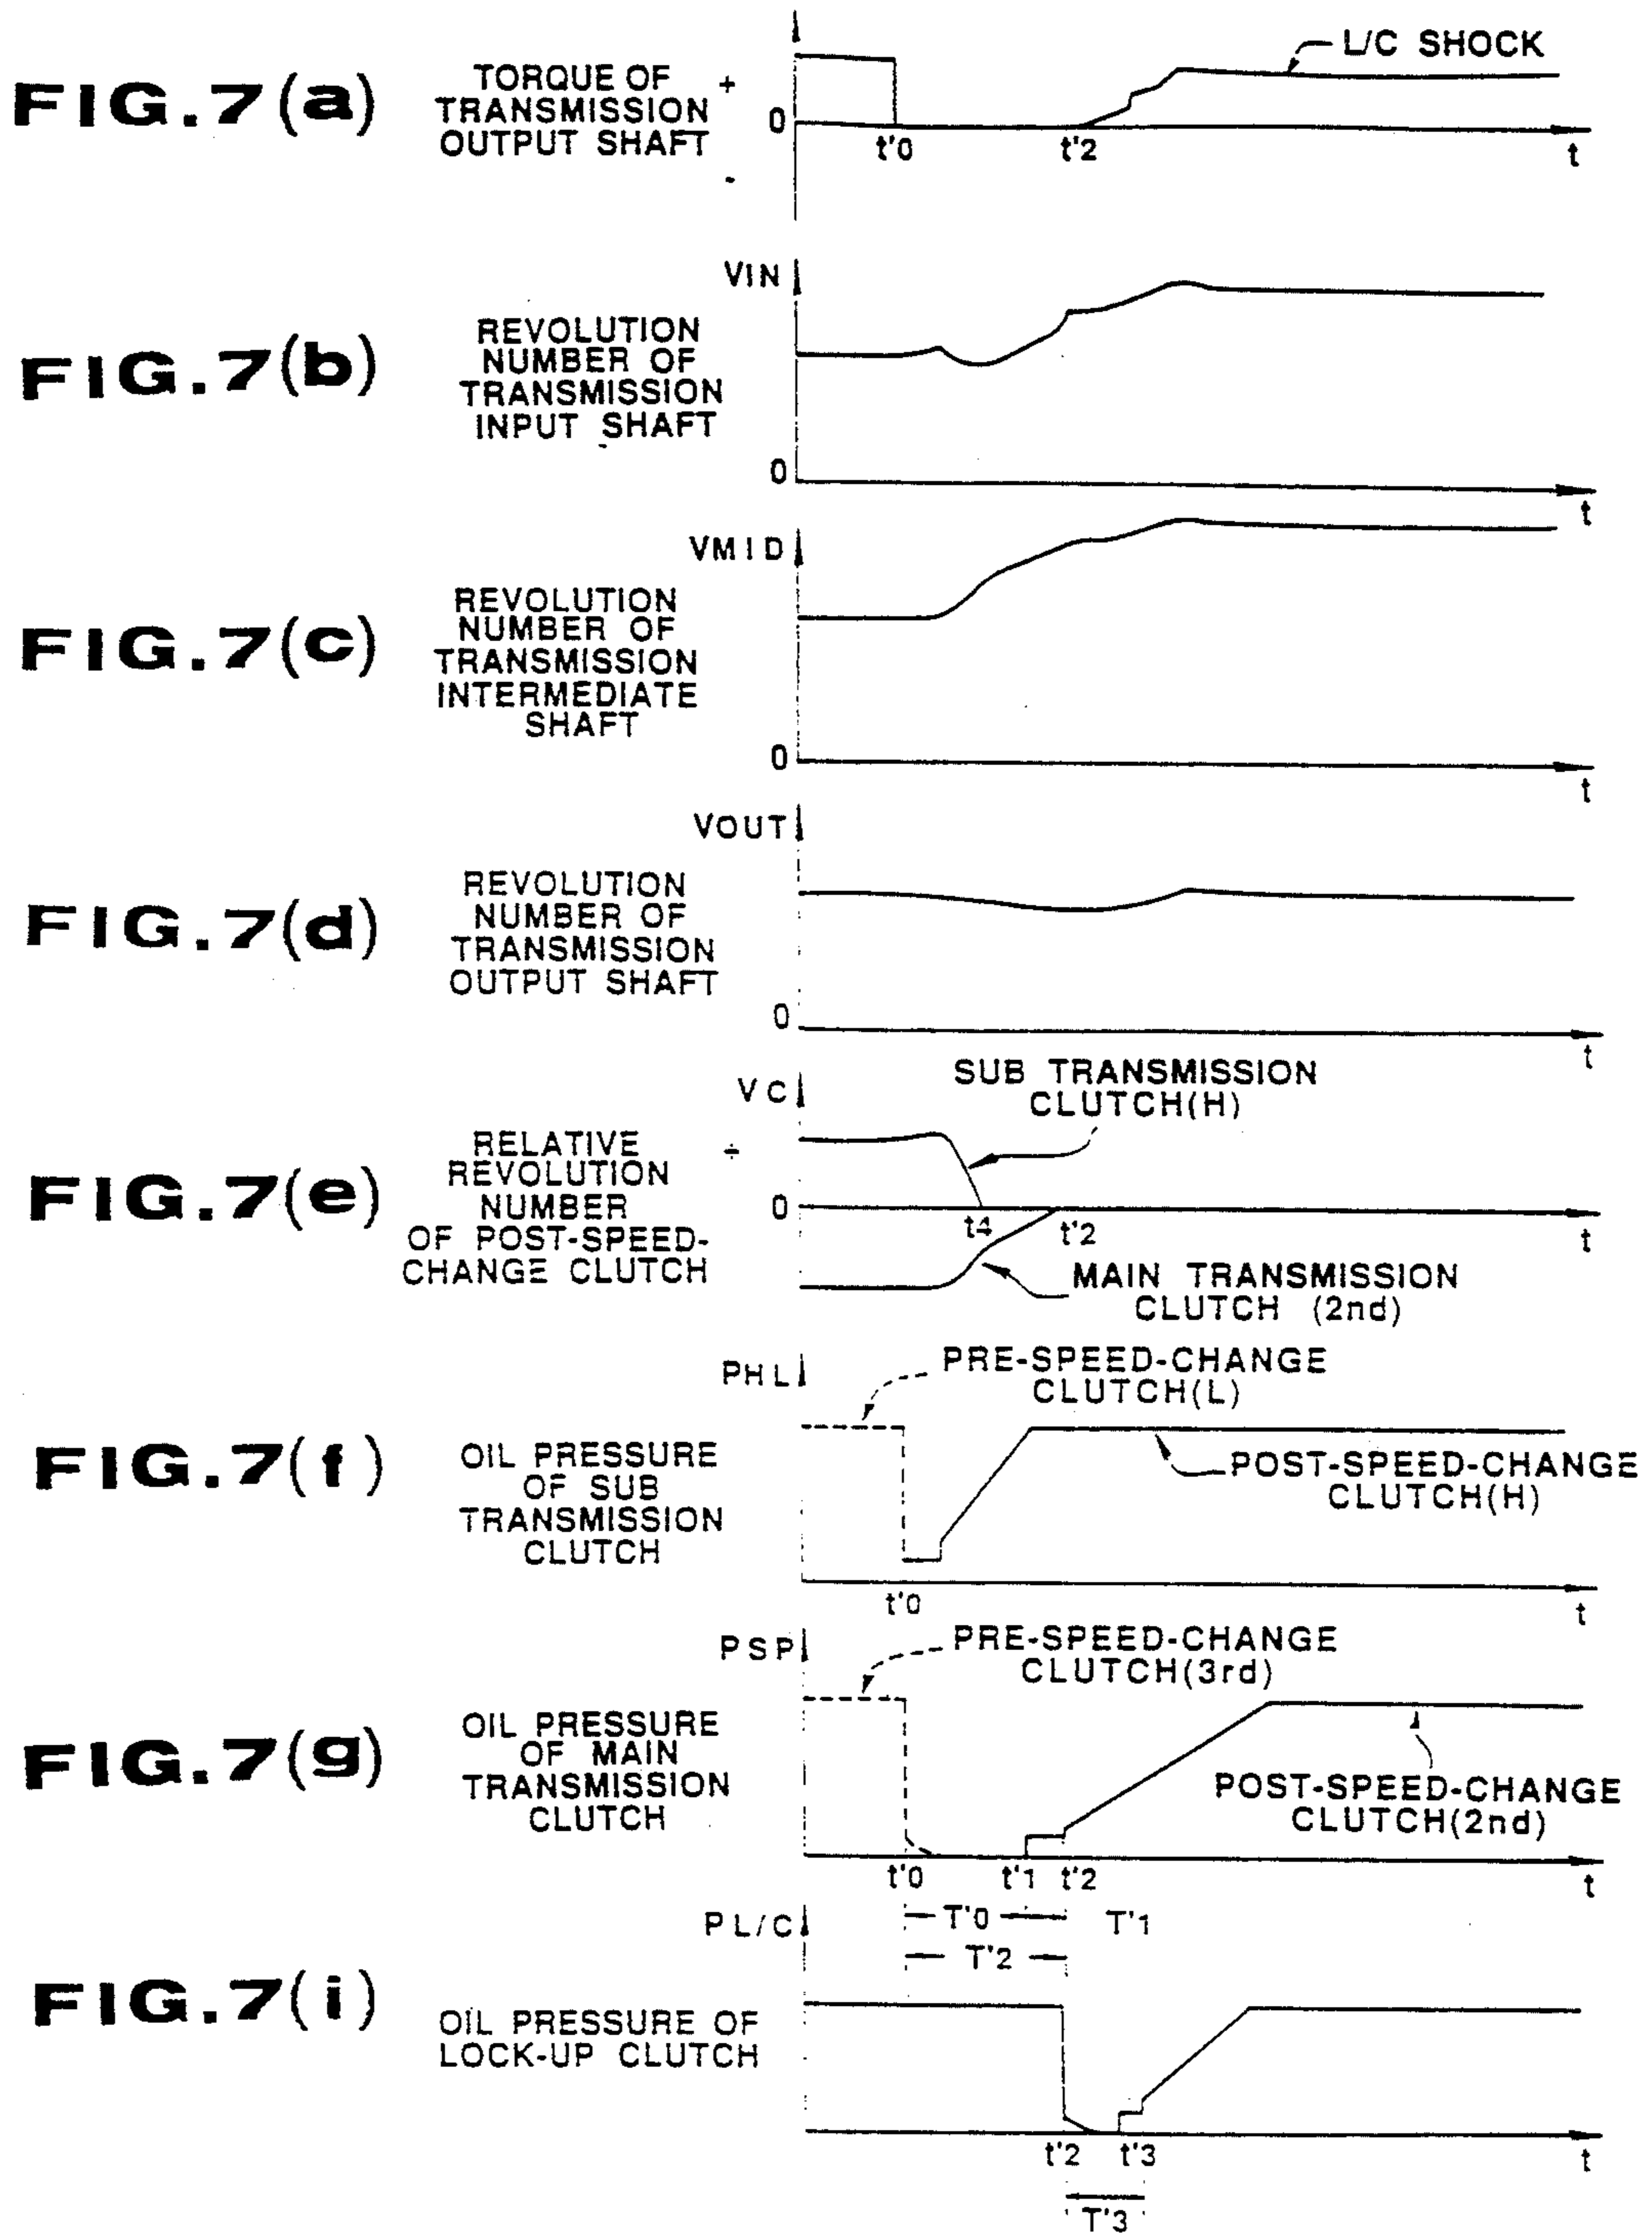 FIG.7(a)
TORQUE OF
TRANSMISSION
OUTPUT SHAFT
+
0
-
t'0
t'2
L/C SHOCK
t
FIG.7(b)
REVOLUTION
NUMBER OF
TRANSMISSION
INPUT SHAFT
VIN
0
t
FIG.7(c)
REVOLUTION
NUMBER OF
TRANSMISSION
INTERMEDIATE
SHAFT
VMID
0
t
FIG.7(d)
REVOLUTION
NUMBER OF
TRANSMISSION
OUTPUT SHAFT
VOUT
0
t
FIG.7(e)
RELATIVE
REVOLUTION
NUMBER
OF POST-SPEED-
CHANGE CLUTCH
VC
+
0
SUB TRANSMISSION
CLUTCH(H)
t4
t'2
t
MAIN TRANSMISSION
CLUTCH (2nd)
FIG.7(f)
OIL PRESSURE
OF SUB
TRANSMISSION
CLUTCH
PHL
PRE-SPEED-CHANGE
CLUTCH(L)
POST-SPEED-CHANGE
CLUTCH(H)
t'0
t
FIG.7(g)
OIL PRESSURE
OF MAIN
TRANSMISSION
CLUTCH
PSP
PRE-SPEED-CHANGE
CLUTCH(3rd)
POST-SPEED-CHANGE
CLUTCH(2nd)
t'0
t'1
t'2
t
T'0
T'1
T'2
FIG.7(i)
OIL PRESSURE OF
LOCK-UP CLUTCH
PL/C
t'2
t'3
t
T'3